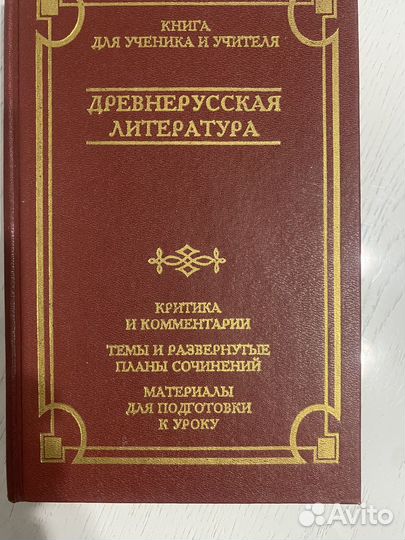 КНИГА
ДЛЯ УЧЕНИКА И УЧИТЕЛЯ
ДРЕВНЕРУССКАЯ
ЛИТЕРАТУРА
КРИТИКА
И КОММЕНТАРИИ
ТЕМЫ И РАЗВЕРНУТЫЕ
ПЛАНЫ СОЧИНЕНИЙ
МАТЕРИАЛЫ
ДЛЯ ПОДГОТОВКИ
К УРОКУ
Avito